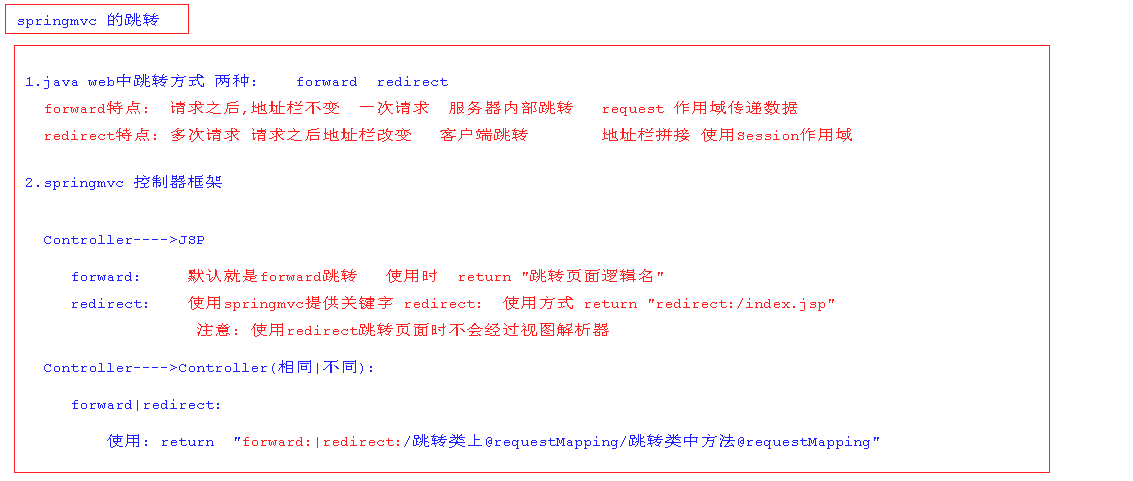 springmvc 的跳转
1.java web中跳转方式 两种: forward redirect
forward特点: 请求之后,地址栏不变 一次请求 服务器内部跳转 request 作用域传递数据
redirect特点: 多次请求 请求之后地址栏改变 客户端跳转 地址栏拼接 使用Session作用域
2.springmvc 控制器框架
Controller---->JSP
forward: 默认就是forward跳转 使用时 return "跳转页面逻辑名"
redirect: 使用springmvc提供关键字 redirect: 使用方式 return "redirect:/index.jsp"
注意: 使用redirect跳转页面时不会经过视图解析器
Controller---->Controller(相同|不同):
forward|redirect:
使用: return "forward:|redirect:/跳转类上@requestMapping/跳转类中方法@requestMapping"